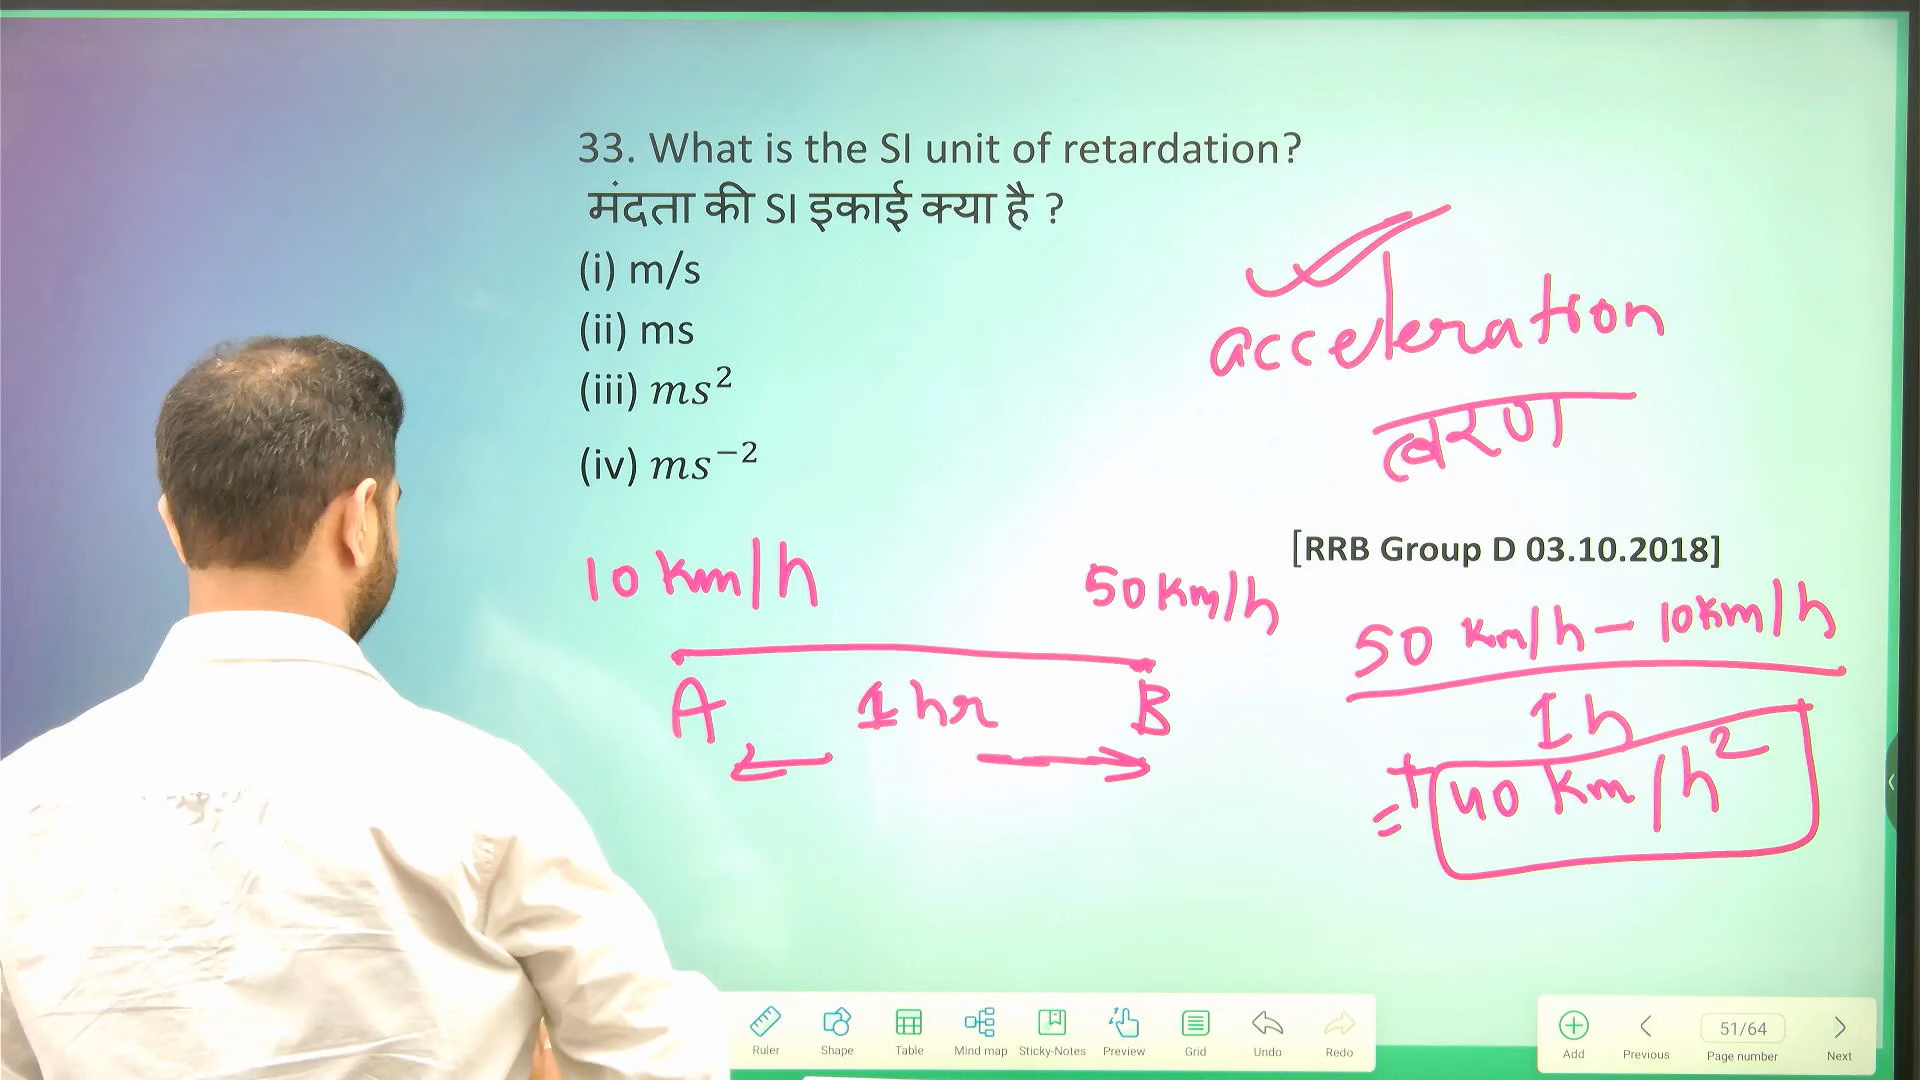 33. What is the SI unit of retardation?
मंदता की SI इकाई क्या है ?
(i) m/s
(ii) ms
(iii) ms²
(iv) ms⁻²
acceleration
त्वरण
[RRB Group D 03.10.2018]
10 km/h
50 km/h
A 1 hr B
50 km/h - 10 km/h
1 h
= + 40 km/h²
Ruler Shape Table Mind map Sticky-Notes Preview Grid Undo Redo
Add Previous 51/64 Page number Next